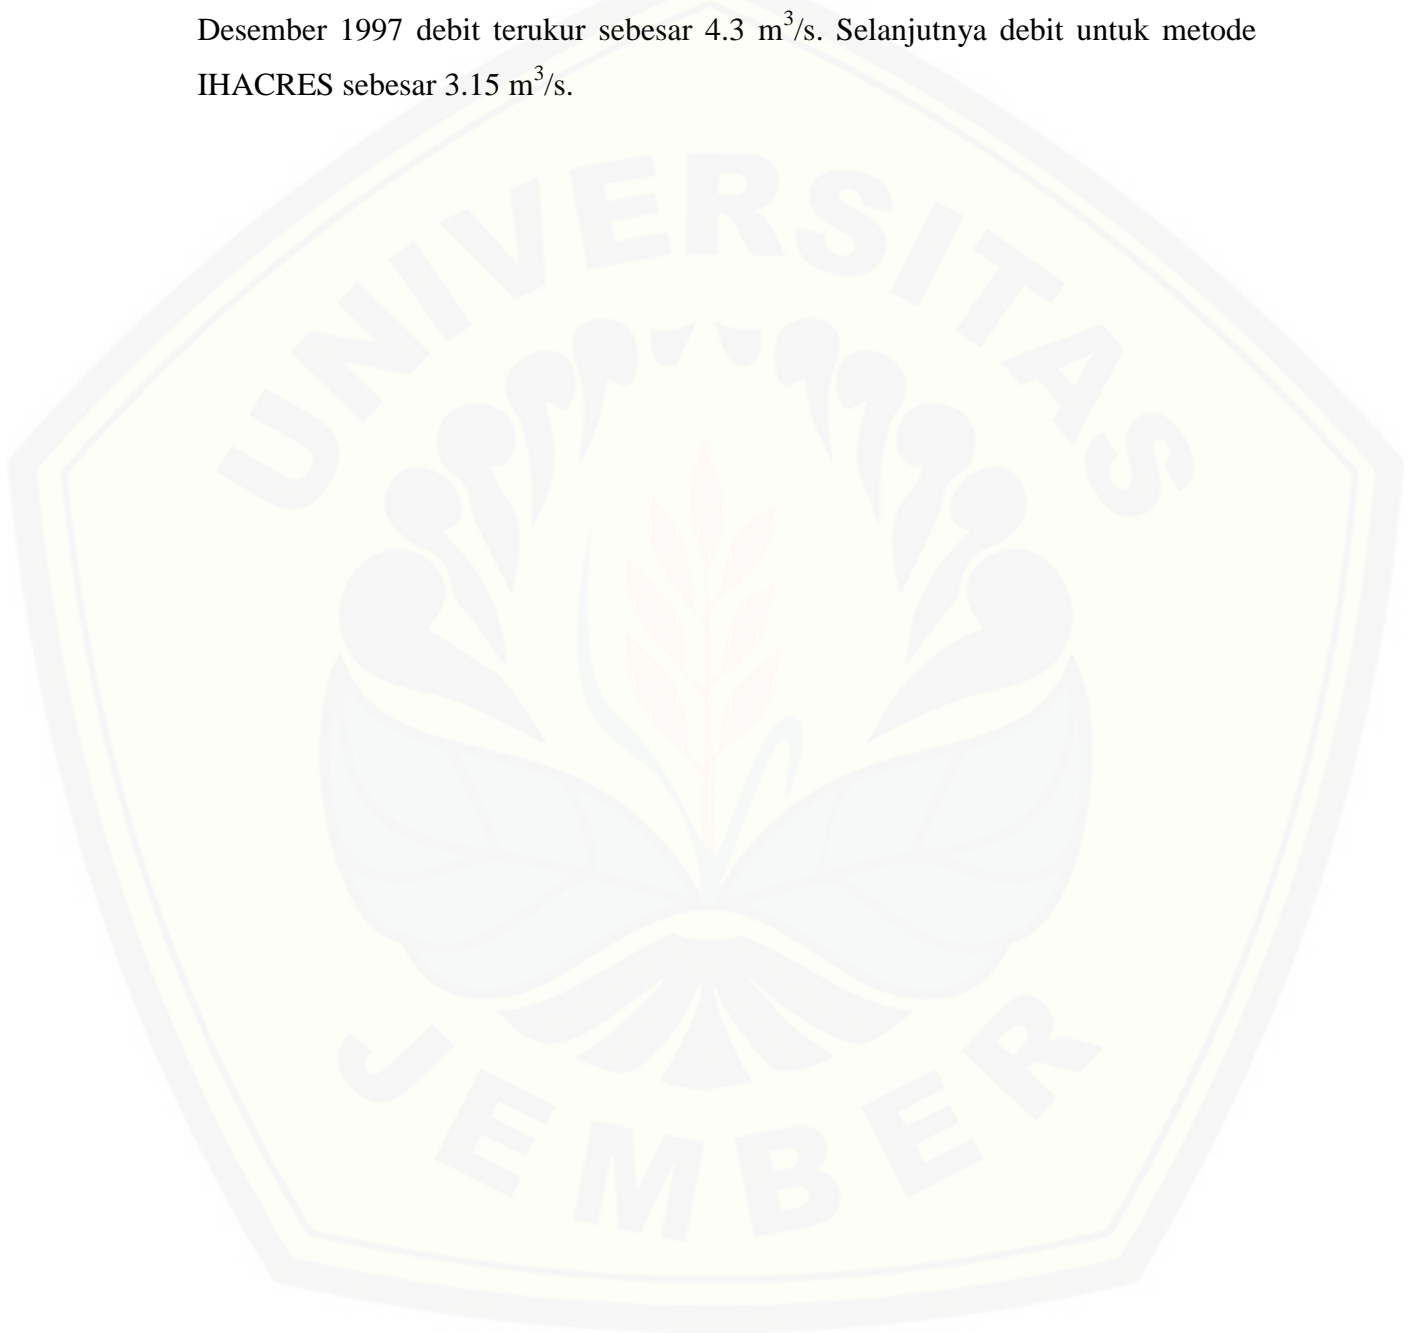 Desember 1997 debit terukur sebesar 4.3 m³/s. Selanjutnya debit untuk metode
IHACRES sebesar 3.15 m³/s.
UNIVERSITAS
JEMBER